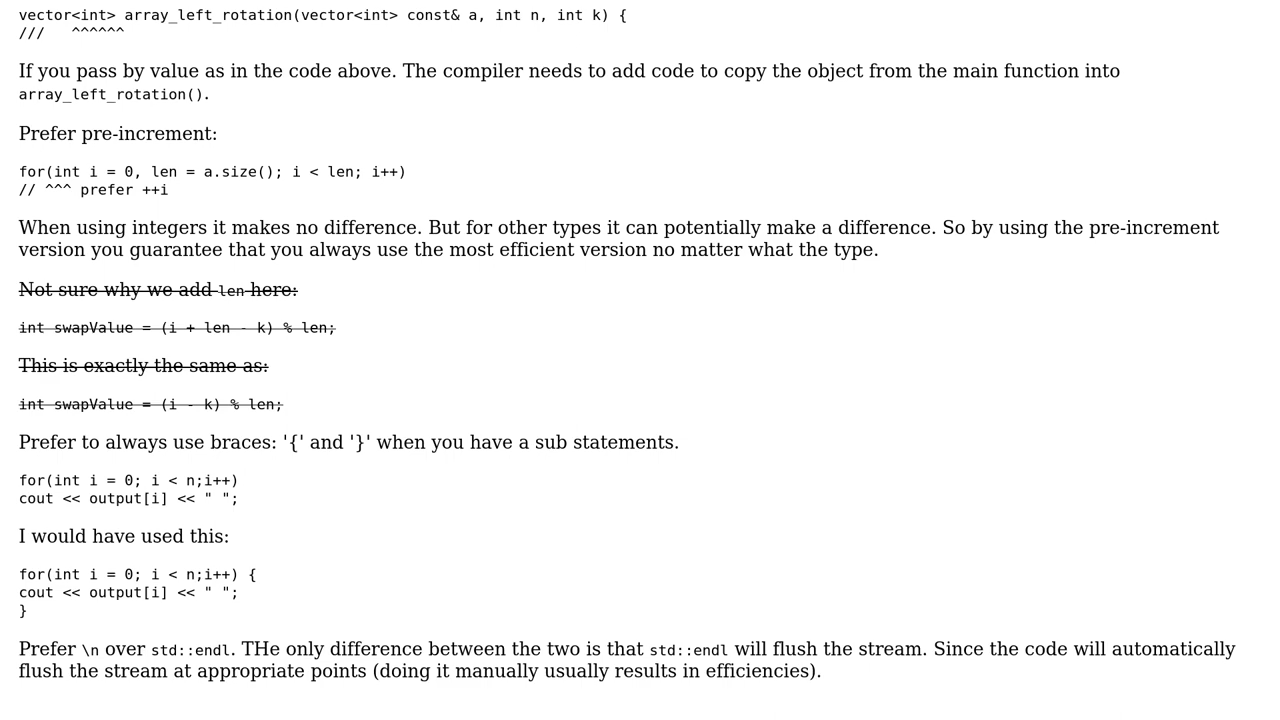 vector<int> array_left_rotation(vector<int> const& a, int n, int k) {
///   ^^^^^^
If you pass by value as in the code above. The compiler needs to add code to copy the object from the main function into
array_left_rotation().
Prefer pre-increment:
for(int i = 0, len = a.size(); i < len; i++)
// ^^^ prefer ++i
When using integers it makes no difference. But for other types it can potentially make a difference. So by using the pre-increment
version you guarantee that you always use the most efficient version no matter what the type.
Not sure why we add len here:
int swapValue = (i + len - k) % len;
This is exactly the same as:
int swapValue = (i - k) % len;
Prefer to always use braces: '{' and '}' when you have a sub statements.
for(int i = 0; i < n;i++)
cout << output[i] << " ";
I would have used this:
for(int i = 0; i < n;i++) {
cout << output[i] << " ";
}
Prefer \n over std::endl. THe only difference between the two is that std::endl will flush the stream. Since the code will automatically
flush the stream at appropriate points (doing it manually usually results in efficiencies).